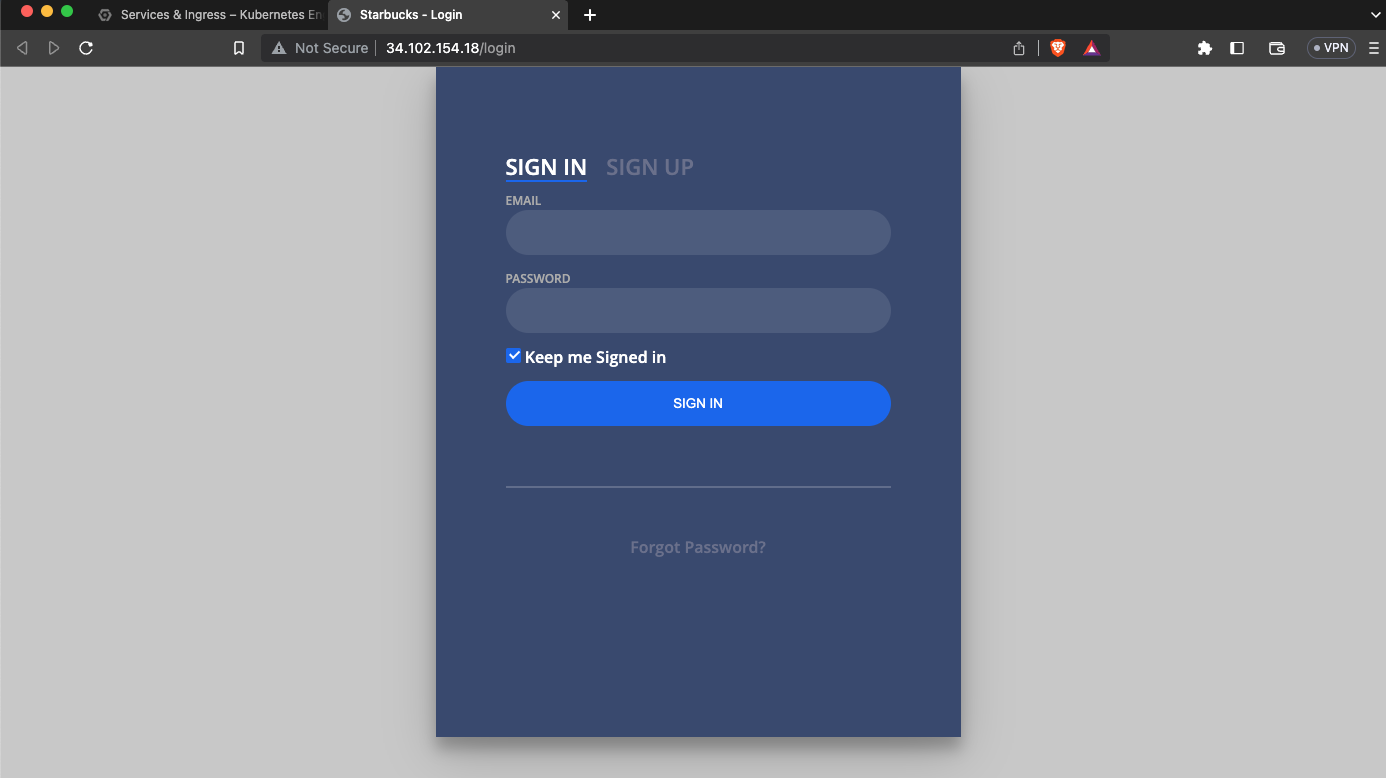 Services & Ingress – Kubernetes En
Starbucks - Login
Not Secure
34.102.154.18/login
VPN
SIGN IN
SIGN UP
EMAIL
PASSWORD
Keep me Signed in
SIGN IN
Forgot Password?